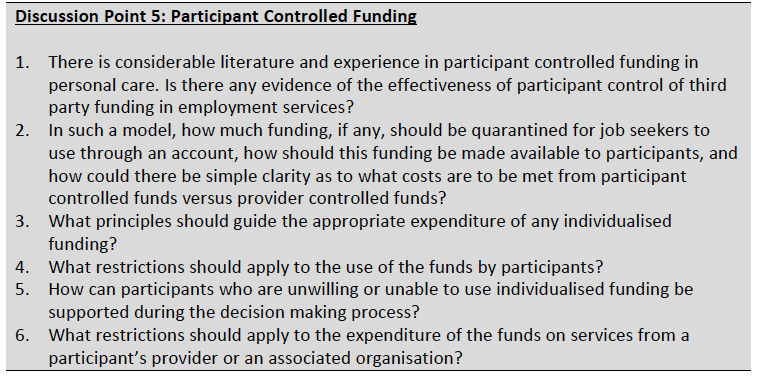 Discussion Point 5: Participant Controlled Funding
1. There is considerable literature and experience in participant controlled funding in
personal care. Is there any evidence of the effectiveness of participant control of third
party funding in employment services?
2. In such a model, how much funding, if any, should be quarantined for job seekers to
use through an account, how should this funding be made available to participants, and
how could there be simple clarity as to what costs are to be met from participant
controlled funds versus provider controlled funds?
3. What principles should guide the appropriate expenditure of any individualised
funding?
4. What restrictions should apply to the use of the funds by participants?
5. How can participants who are unwilling or unable to use individualised funding be
supported during the decision making process?
6. What restrictions should apply to the expenditure of the funds on services from a
participant's provider or an associated organisation?